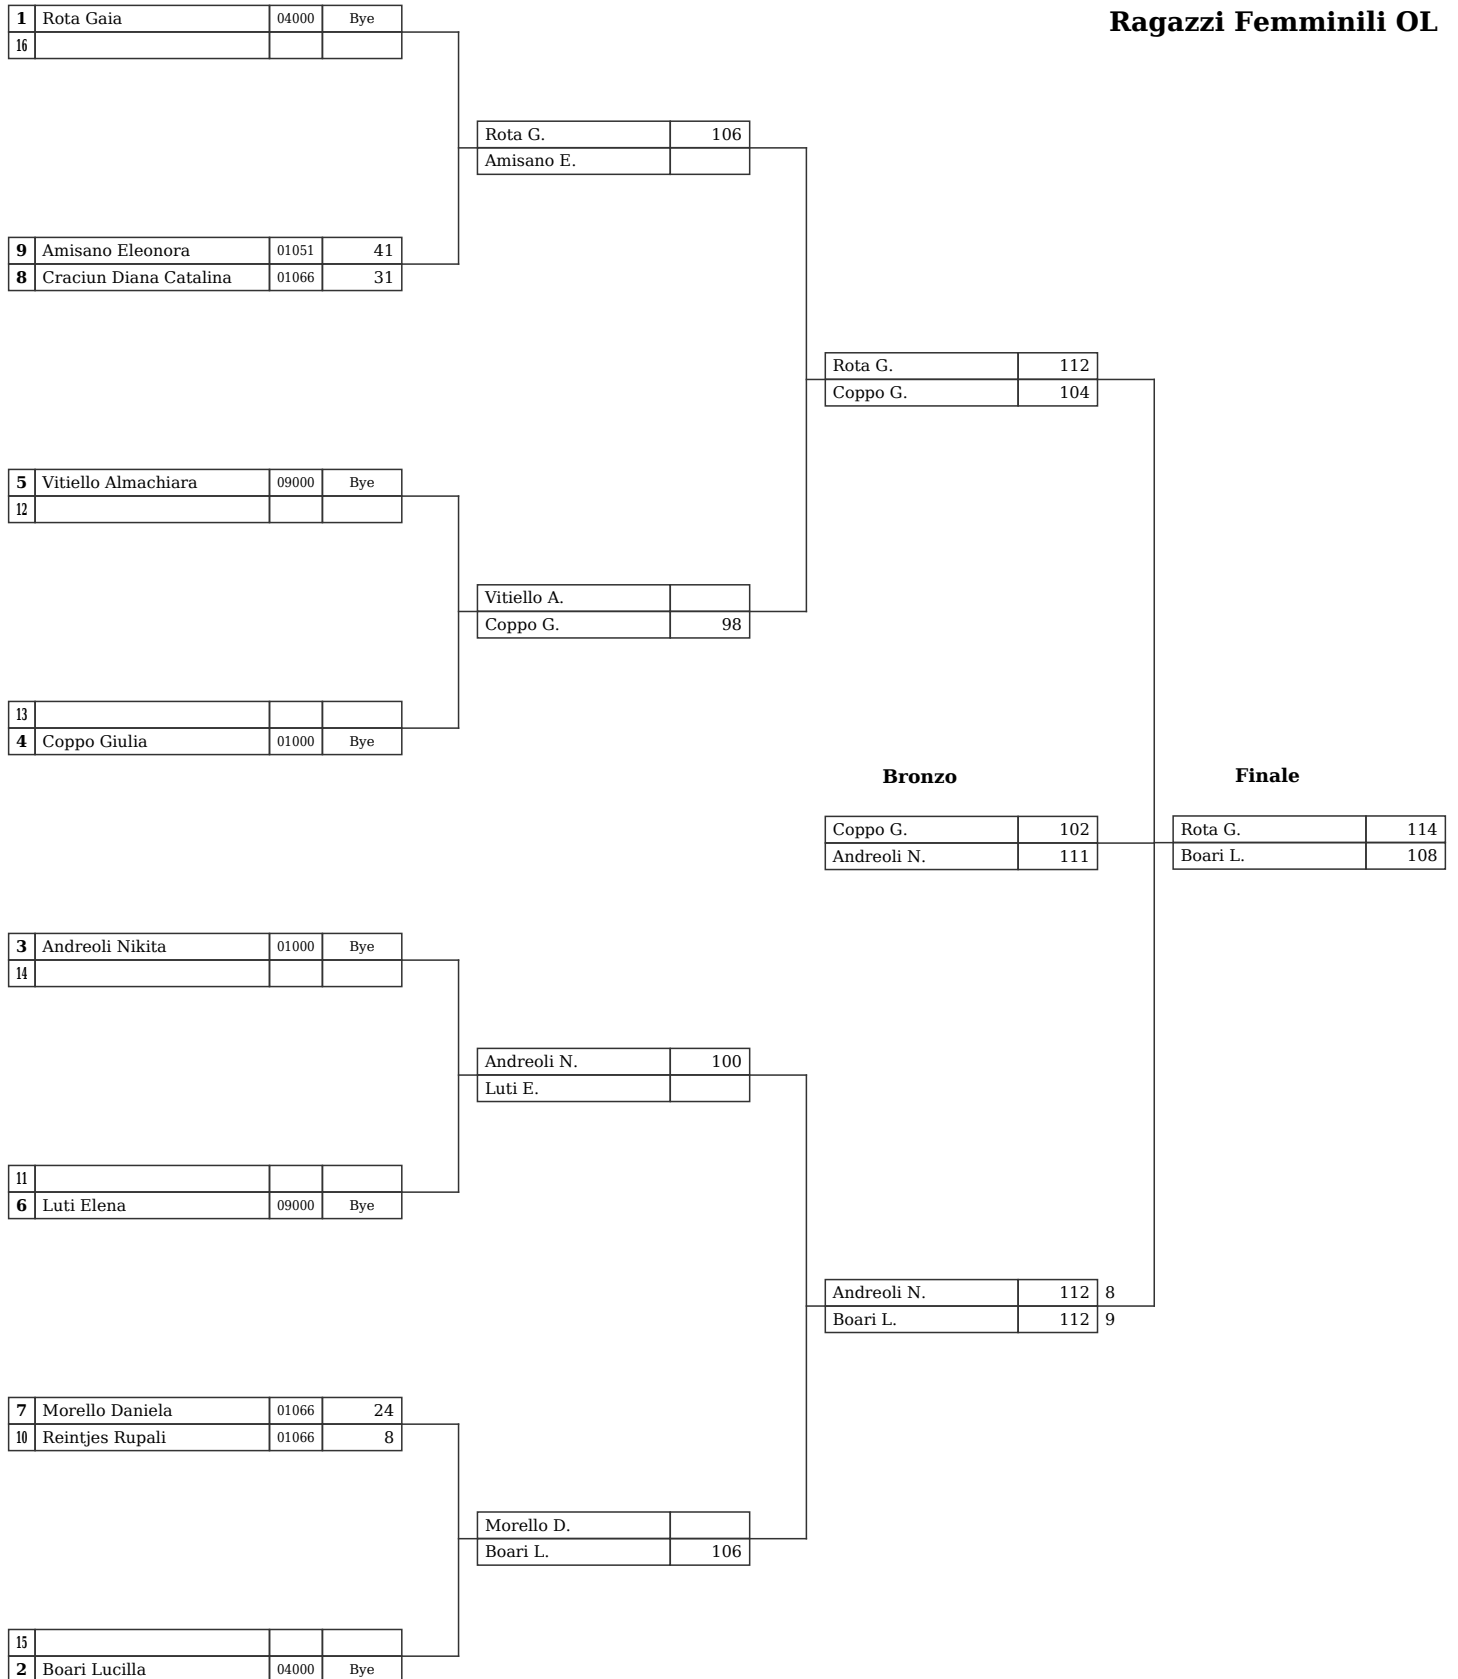 Ragazzi Femminili OL
1 Rota Gaia 04000 Bye
16
Rota G. 106
Amisano E.
9 Amisano Eleonora 01051 41
8 Craciun Diana Catalina 01066 31
Rota G. 112
Coppo G. 104
5 Vitiello Almachiara 09000 Bye
12
Vitiello A.
Coppo G. 98
13
4 Coppo Giulia 01000 Bye
Bronzo
Finale
Coppo G. 102
Andreoli N. 111
Rota G. 114
Boari L. 108
3 Andreoli Nikita 01000 Bye
14
Andreoli N. 100
Luti E.
11
6 Luti Elena 09000 Bye
Andreoli N. 112 8
Boari L. 112 9
7 Morello Daniela 01066 24
10 Reintjes Rupali 01066 8
Morello D.
Boari L. 106
15
2 Boari Lucilla 04000 Bye